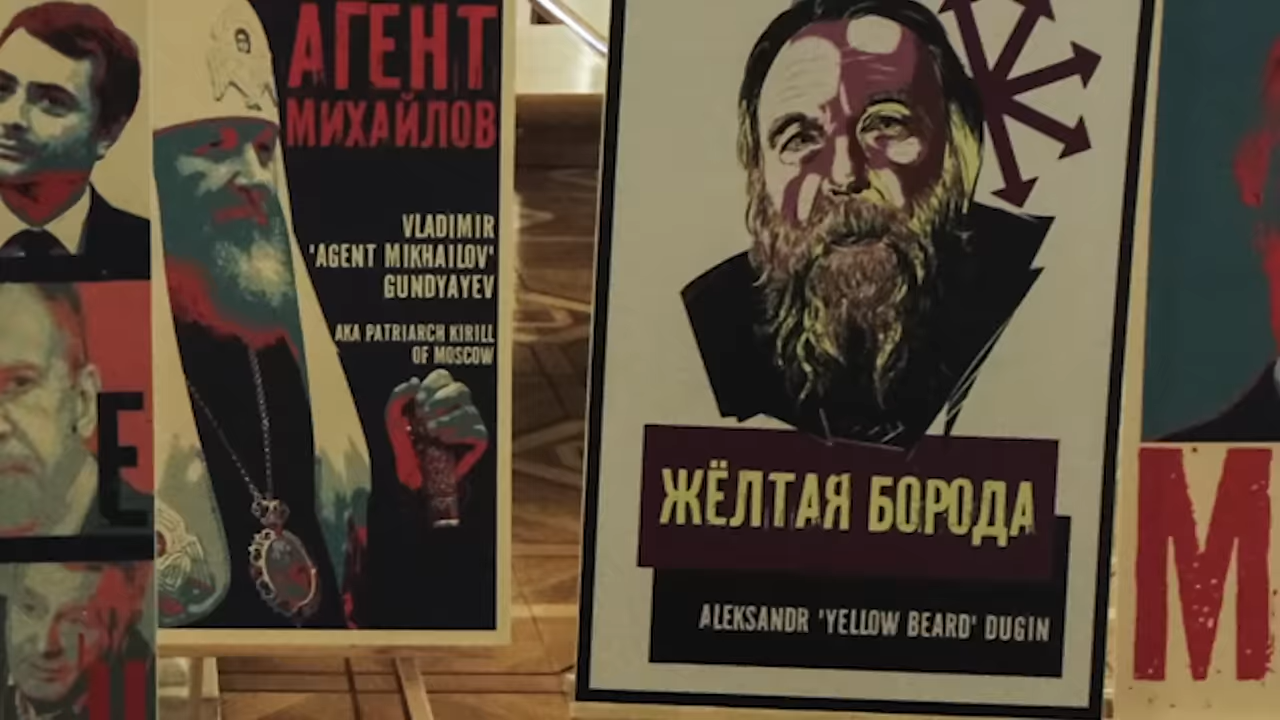 АГЕНТ
МИХАЙЛОВ
VLADIMIR
'AGENT MIKHAILOV'
GUNDYAYEV
AKA PATRIARCH KIRILL
OF MOSCOW
Е
ЖЁЛТАЯ БОРОДА
ALEKSANDR 'YELLOW BEARD' DUGIN
М